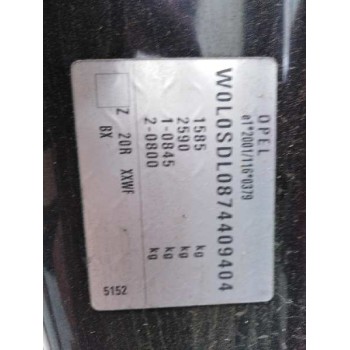 OPEL
e1*2001/116*0379
W0L0SDL0874409404
1585 kg
2590 kg
1-0845 kg
2-0800 kg
Z 20R XXWF
BX
5152